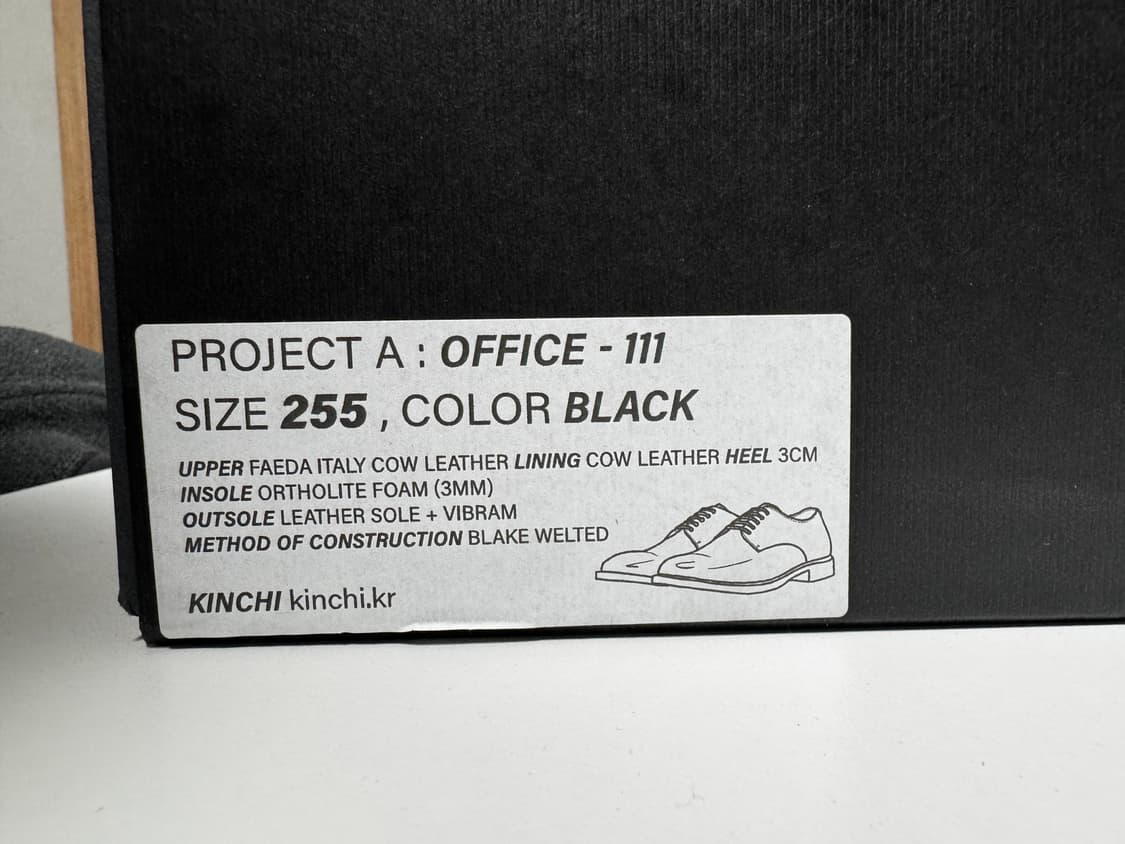 PROJECT A : OFFICE - 111
SIZE 255 , COLOR BLACK
UPPER FAEDA ITALY COW LEATHER LINING COW LEATHER HEEL 3CM
INSOLE ORTHOLITE FOAM (3MM)
OUTSOLE LEATHER SOLE + VIBRAM
METHOD OF CONSTRUCTION BLAKE WELTED
KINCHI kinchi.kr